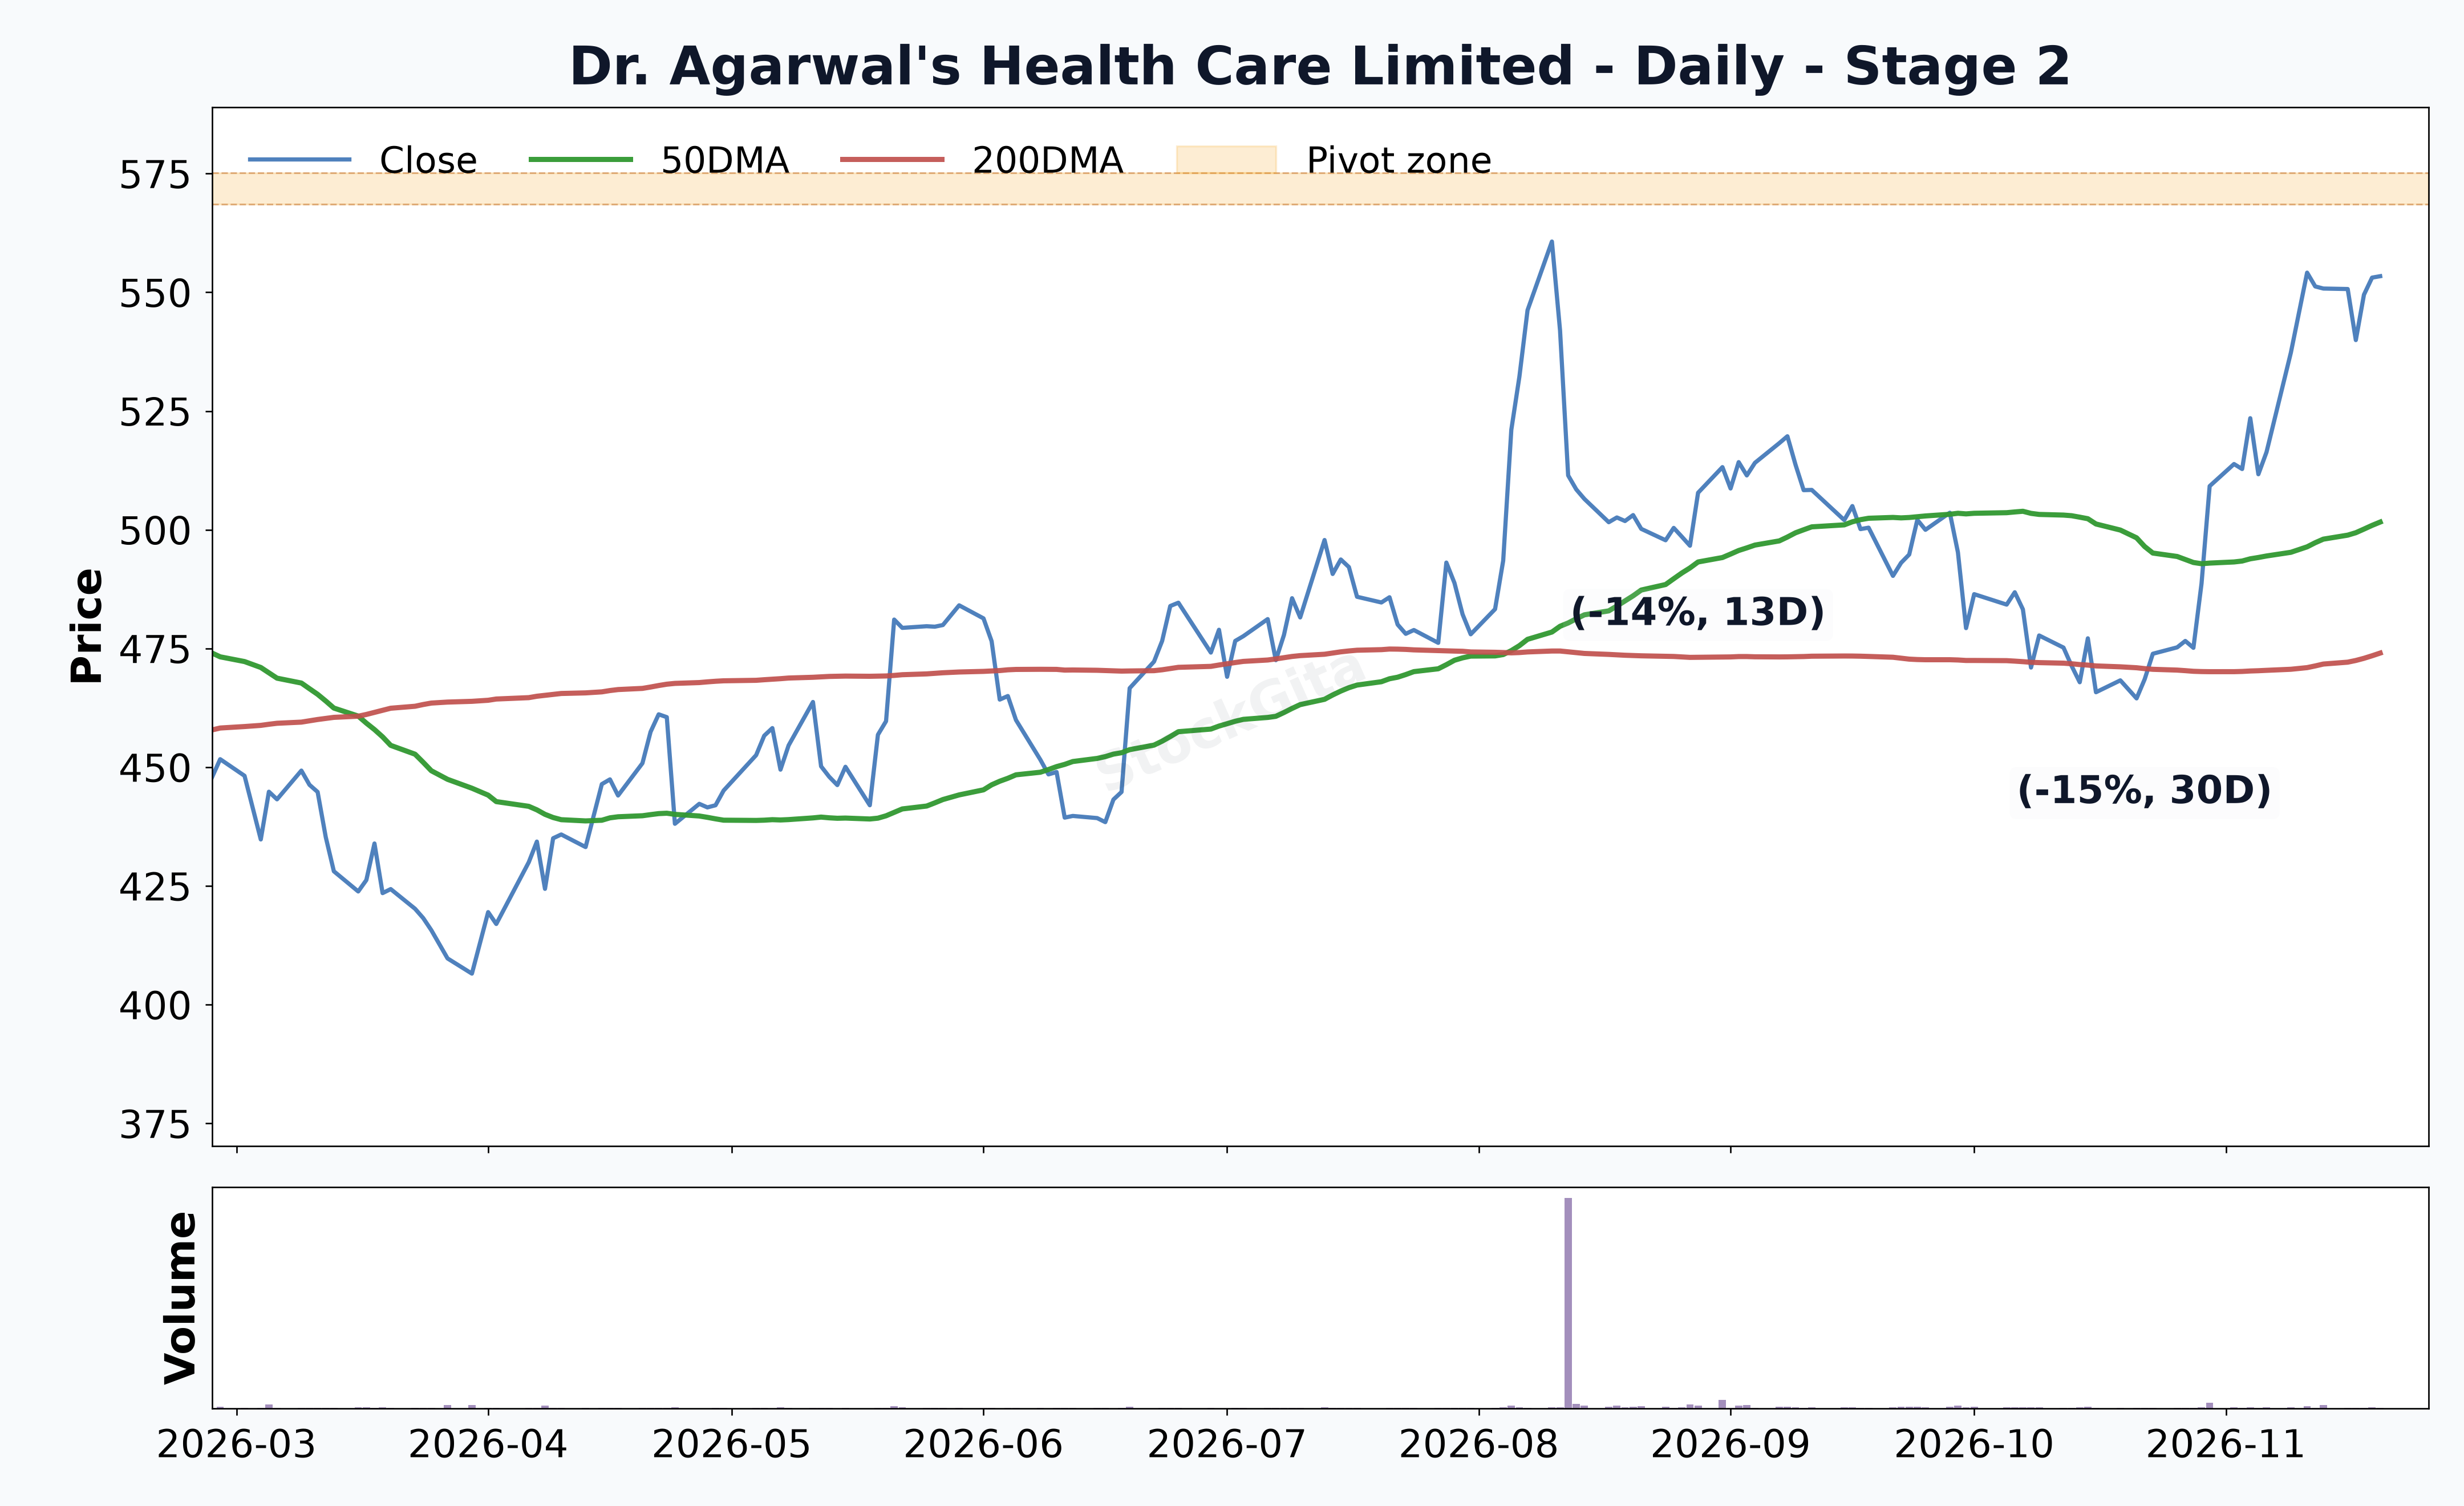 Dr. Agarwal's Health Care Limited - Daily - Stage 2
Close 50DMA 200DMA Pivot zone
575
550
525
500
475
450
425
400
375
Price
(-14%, 13D)
(-15%, 30D)
StockGita
Volume
2026-03 2026-04 2026-05 2026-06 2026-07 2026-08 2026-09 2026-10 2026-11